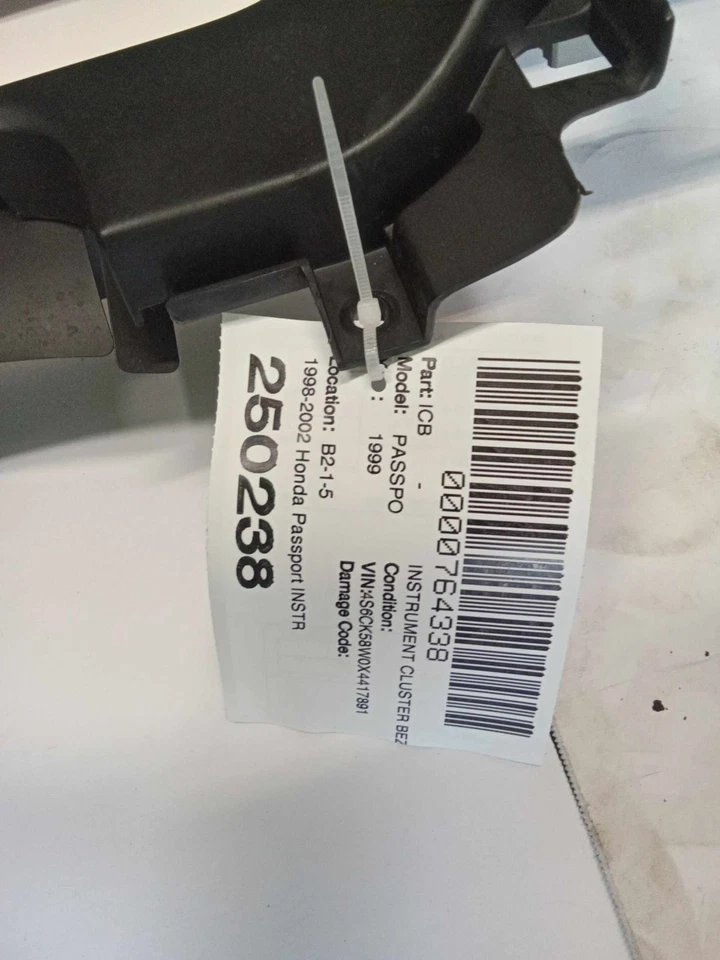 0000764338
Part: ICB - INSTRUMENT CLUSTER BEZ
Model: PASSPO Condition:
: 1999 VIN:4S6CK58W0X4417891
Damage Code:
Location: B2-1-5
1998-2002 Honda Passport INSTR
250238